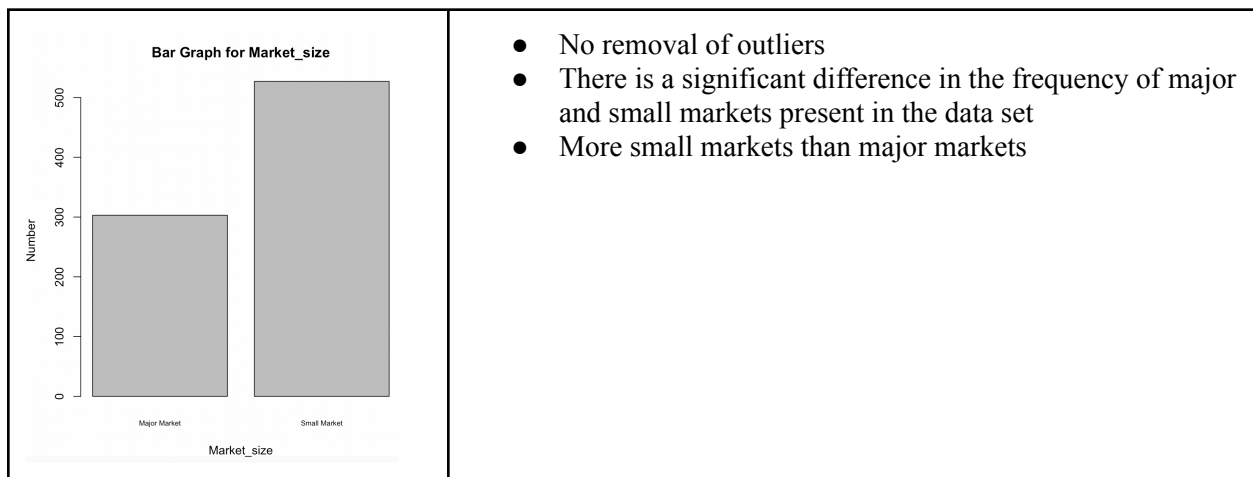 Bar Graph for Market_size
Number
500
400
300
200
100
0
Major Market
Small Market
Market_size
● No removal of outliers
● There is a significant difference in the frequency of major
and small markets present in the data set
● More small markets than major markets